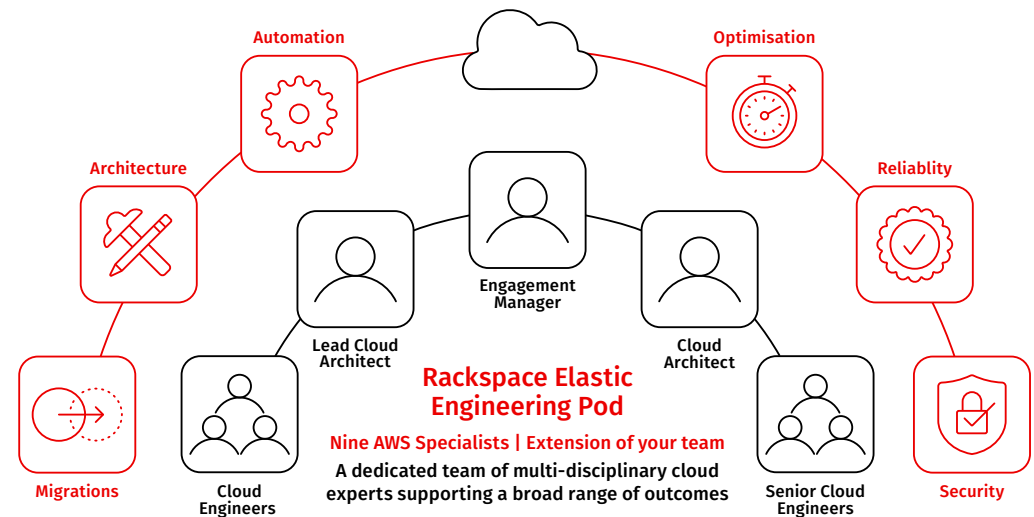 Automation
Optimisation
Architecture
Reliablity
Engagement
Manager
Lead Cloud
Architect
Cloud
Architect
Rackspace Elastic
Engineering Pod
Nine AWS Specialists | Extension of your team
A dedicated team of multi-disciplinary cloud
experts supporting a broad range of outcomes
Migrations
Cloud
Engineers
Senior Cloud
Engineers
Security